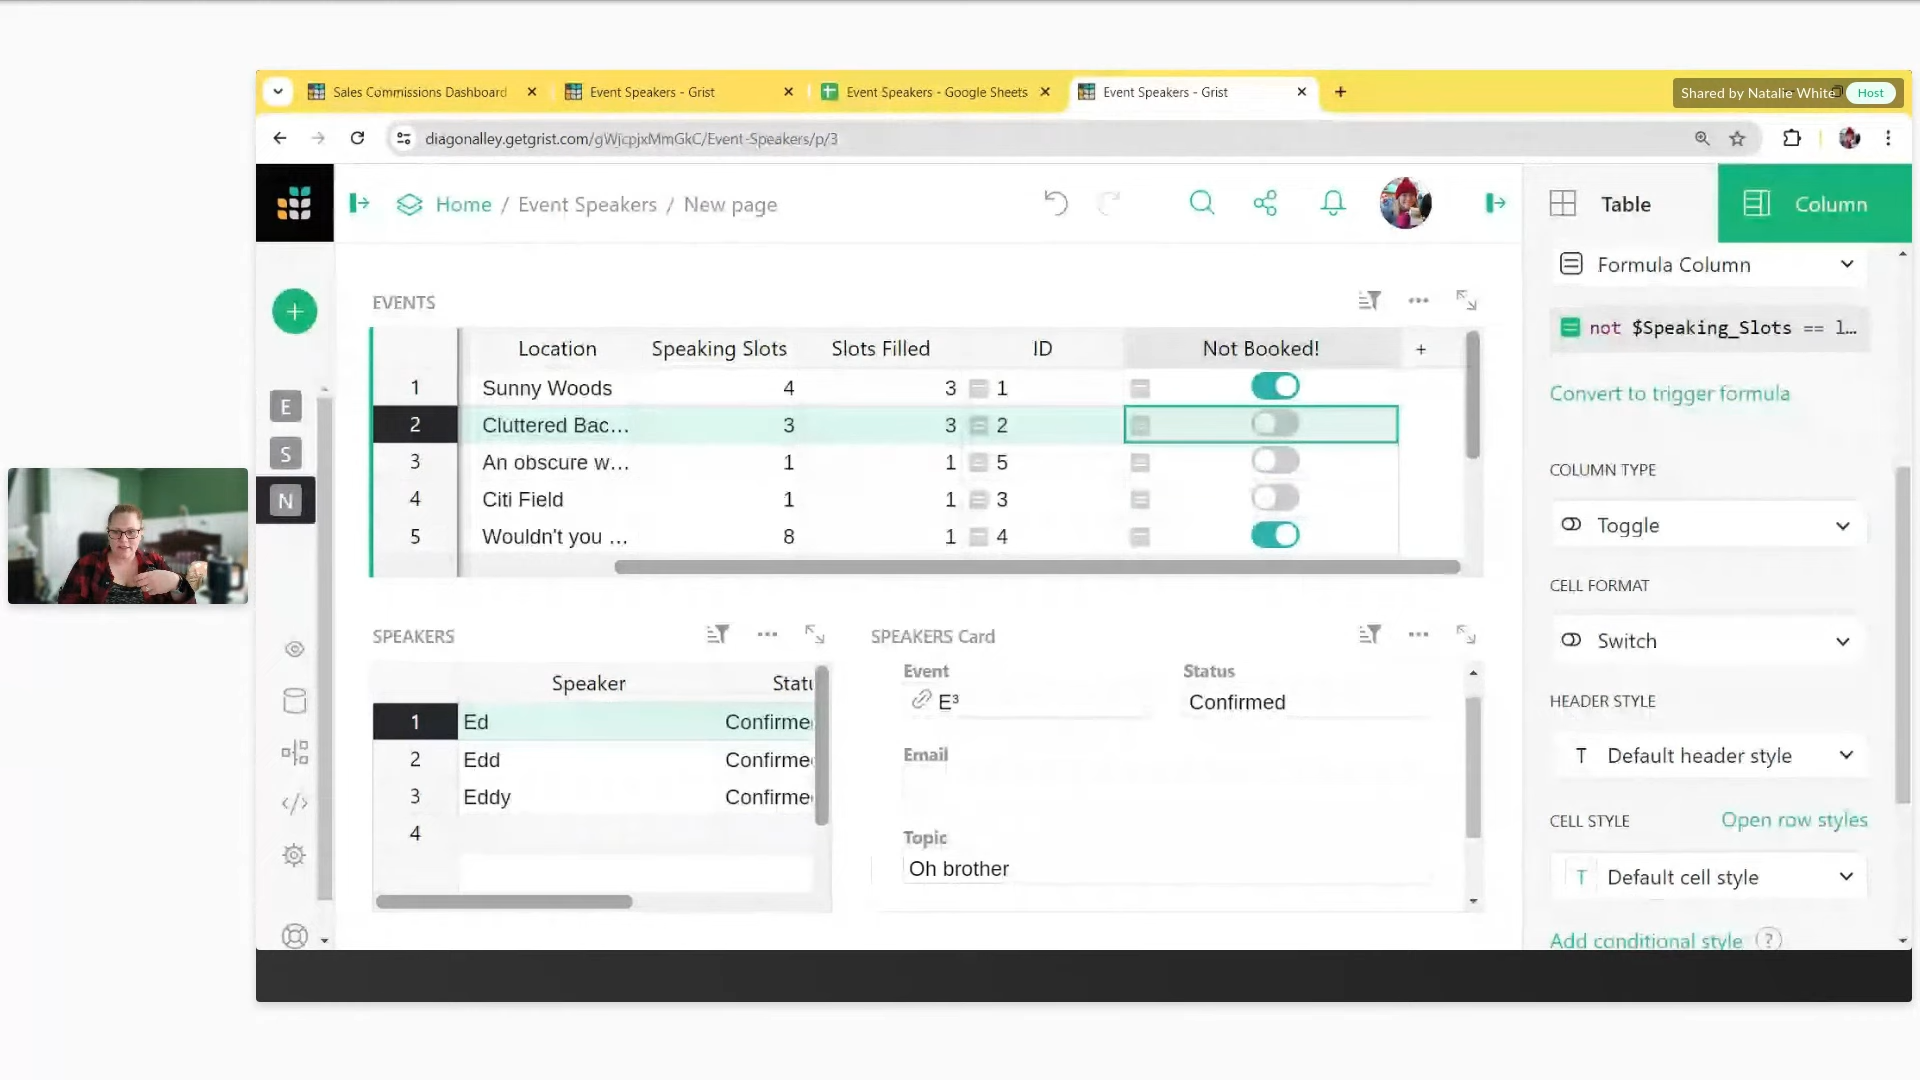 Sales Commissions Dashboard
Event Speakers - Grist
Event Speakers - Google Sheets
Event Speakers - Grist
Shared by Natalie White
Host
diagonalley.getgrist.com/gWjcpjxMmGkC/Event-Speakers/p/3
Home / Event Speakers / New page
Table
Column
Formula Column
not $Speaking_Slots == l…
Convert to trigger formula
COLUMN TYPE
Toggle
CELL FORMAT
Switch
HEADER STYLE
T Default header style
CELL STYLE
Open row styles
T Default cell style
Add conditional style ?
E
S
N
EVENTS
Location Speaking Slots Slots Filled ID Not Booked! +
1 Sunny Woods 4 3 1
2 Cluttered Bac… 3 3 2
3 An obscure w… 1 1 5
4 Citi Field 1 1 3
5 Wouldn't you … 8 1 4
SPEAKERS
Speaker Statu
1 Ed Confirme
2 Edd Confirme
3 Eddy Confirme
4
SPEAKERS Card
Event Status
E³ Confirmed
Email
Topic
Oh brother